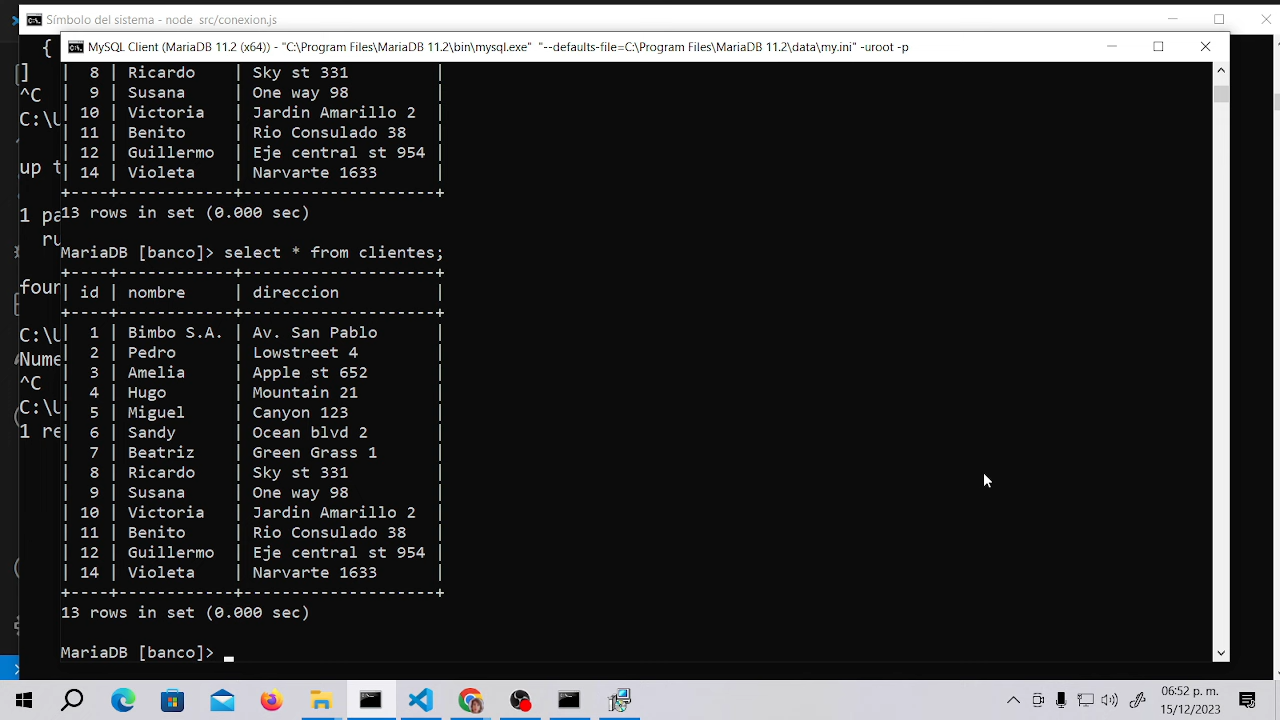 Símbolo del sistema - node src/conexion.js
MySQL Client (MariaDB 11.2 (x64)) - "C:\Program Files\MariaDB 11.2\bin\mysql.exe" "--defaults-file=C:\Program Files\MariaDB 11.2\data\my.ini" -uroot -p
{
]
^C
C:\U
up t
1 pa
ru
foun
C:\U
Nume
^C
C:\U
1 re
| 8 | Ricardo | Sky st 331 |
| 9 | Susana | One way 98 |
| 10 | Victoria | Jardin Amarillo 2 |
| 11 | Benito | Rio Consulado 38 |
| 12 | Guillermo | Eje central st 954 |
| 14 | Violeta | Narvarte 1633 |
+----+------------+--------------------+
13 rows in set (0.000 sec)
MariaDB [banco]> select * from clientes;
+----+------------+--------------------+
| id | nombre | direccion |
+----+------------+--------------------+
| 1 | Bimbo S.A. | Av. San Pablo |
| 2 | Pedro | Lowstreet 4 |
| 3 | Amelia | Apple st 652 |
| 4 | Hugo | Mountain 21 |
| 5 | Miguel | Canyon 123 |
| 6 | Sandy | Ocean blvd 2 |
| 7 | Beatriz | Green Grass 1 |
| 8 | Ricardo | Sky st 331 |
| 9 | Susana | One way 98 |
| 10 | Victoria | Jardin Amarillo 2 |
| 11 | Benito | Rio Consulado 38 |
| 12 | Guillermo | Eje central st 954 |
| 14 | Violeta | Narvarte 1633 |
+----+------------+--------------------+
13 rows in set (0.000 sec)
MariaDB [banco]>
06:52 p. m.
15/12/2023